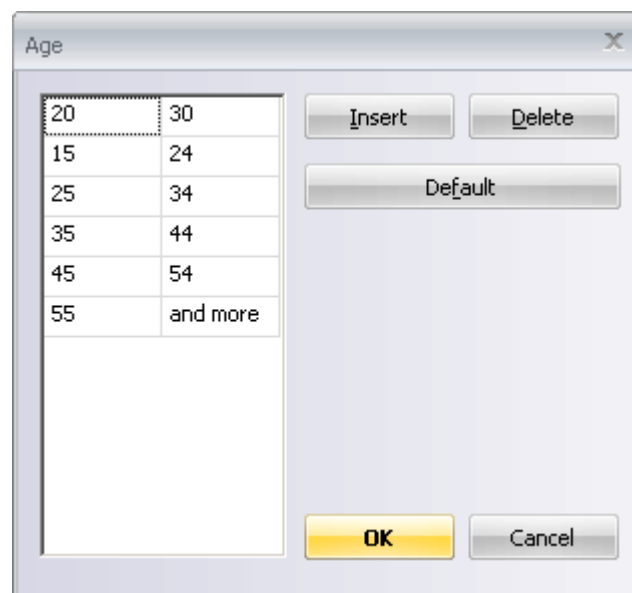 Age
20 30
15 24
25 34
35 44
45 54
55 and more
Insert Delete
Default
OK Cancel